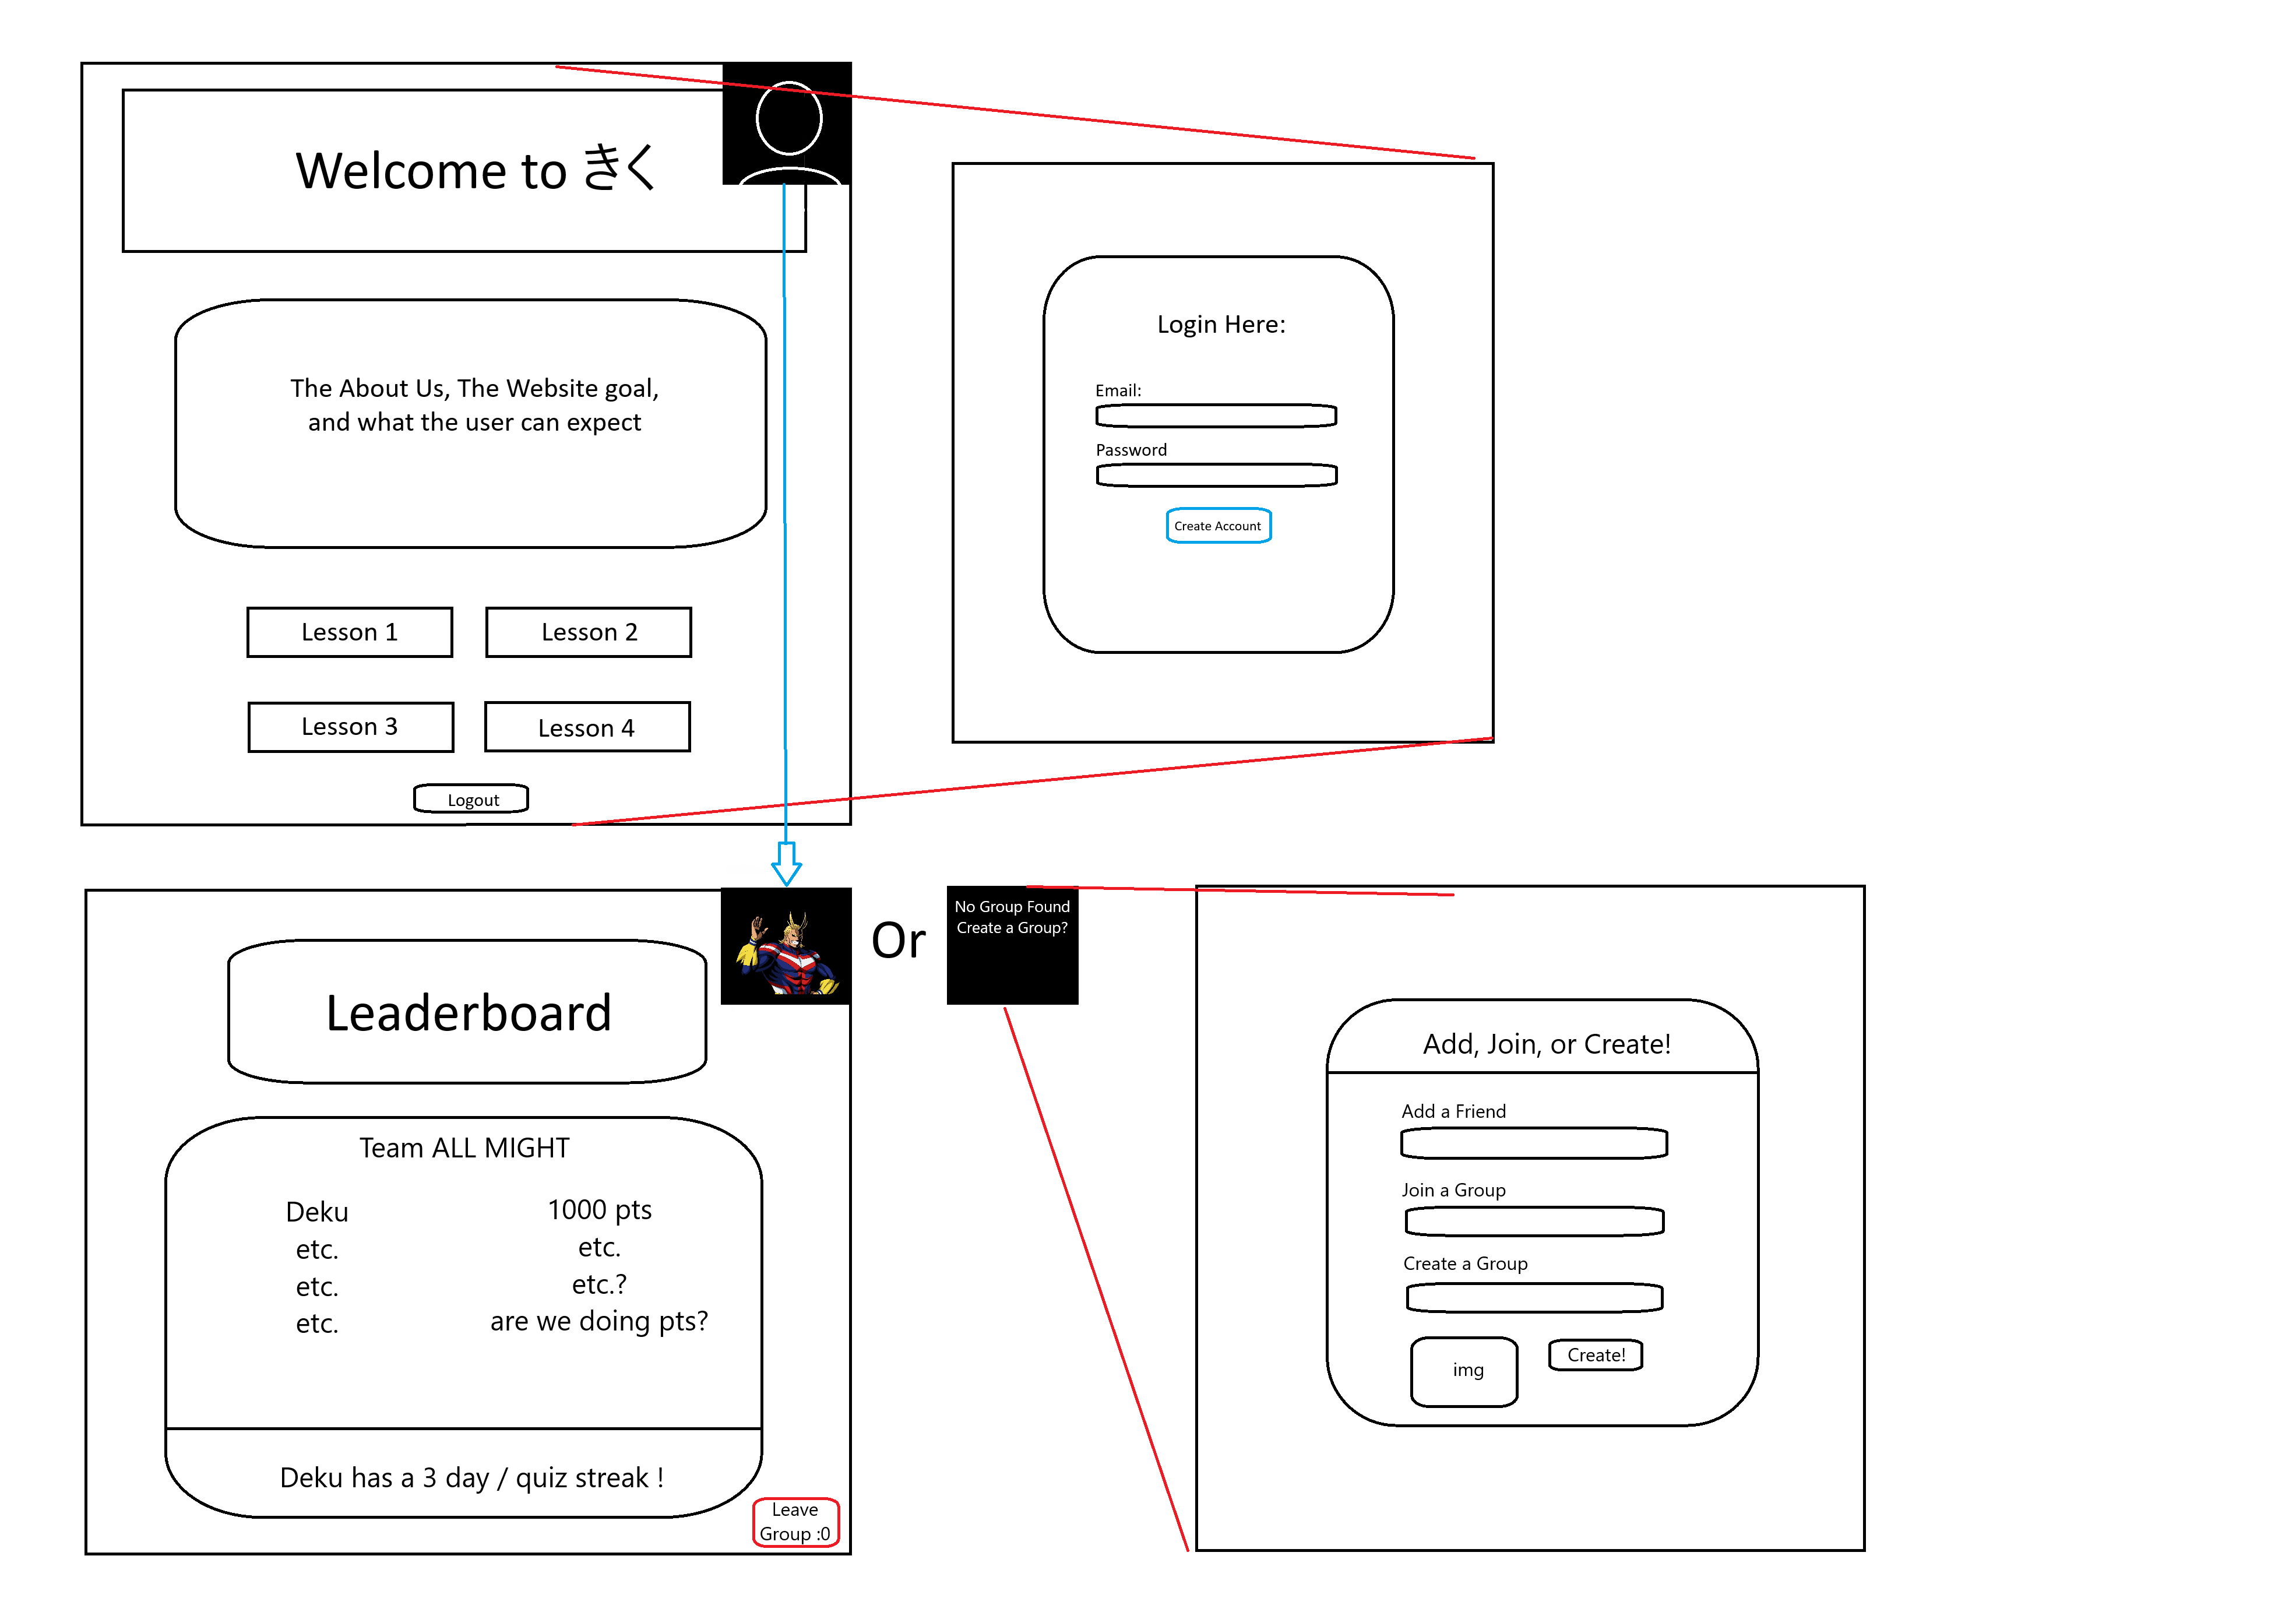 Welcome to きく
The About Us, The Website goal,
and what the user can expect
Lesson 1
Lesson 2
Lesson 3
Lesson 4
Logout
Login Here:
Email:
Password
Create Account
Leaderboard
Team ALL MIGHT
Deku 1000 pts
etc. etc.
etc. etc.?
etc. are we doing pts?
Deku has a 3 day / quiz streak !
Leave
Group :0
Or
No Group Found
Create a Group?
Add, Join, or Create!
Add a Friend
Join a Group
Create a Group
img
Create!